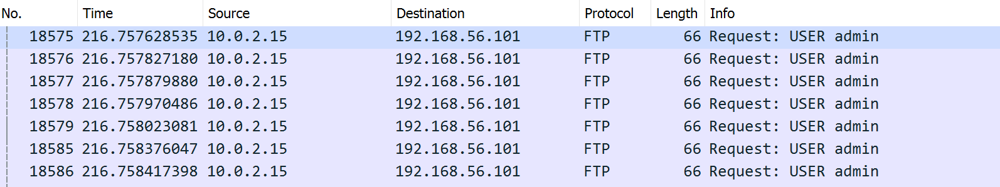 No. Time Source Destination Protocol Length Info
18575 216.757628535 10.0.2.15 192.168.56.101 FTP 66 Request: USER admin
18576 216.757827180 10.0.2.15 192.168.56.101 FTP 66 Request: USER admin
18577 216.757879880 10.0.2.15 192.168.56.101 FTP 66 Request: USER admin
18578 216.757970486 10.0.2.15 192.168.56.101 FTP 66 Request: USER admin
18579 216.758023081 10.0.2.15 192.168.56.101 FTP 66 Request: USER admin
18585 216.758376047 10.0.2.15 192.168.56.101 FTP 66 Request: USER admin
18586 216.758417398 10.0.2.15 192.168.56.101 FTP 66 Request: USER admin